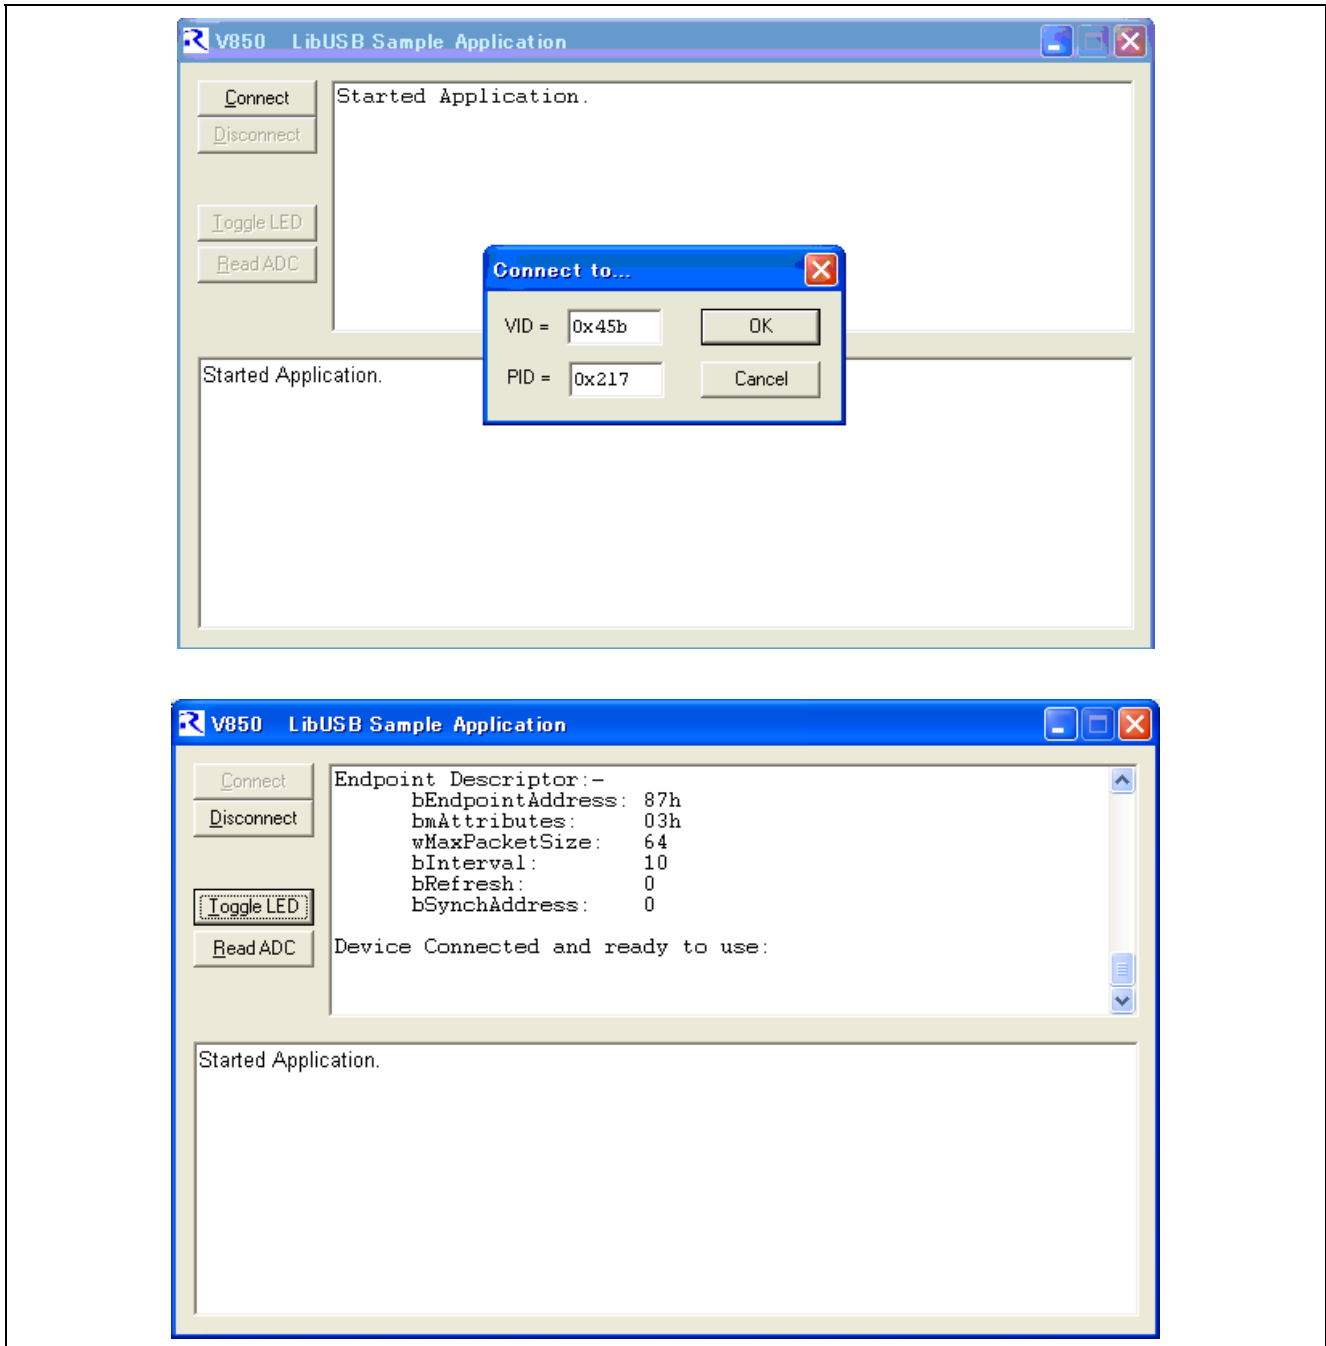 V850 LibUSB Sample Application
Connect
Disconnect
Toggle LED
Read ADC
Started Application.
Connect to...
VID = 0x45b OK
PID = 0x217 Cancel
Started Application.
V850 LibUSB Sample Application
Connect
Disconnect
Toggle LED
Read ADC
Endpoint Descriptor:-
bEndpointAddress: 87h
bmAttributes: 03h
wMaxPacketSize: 64
bInterval: 10
bRefresh: 0
bSynchAddress: 0
Device Connected and ready to use:
Started Application.